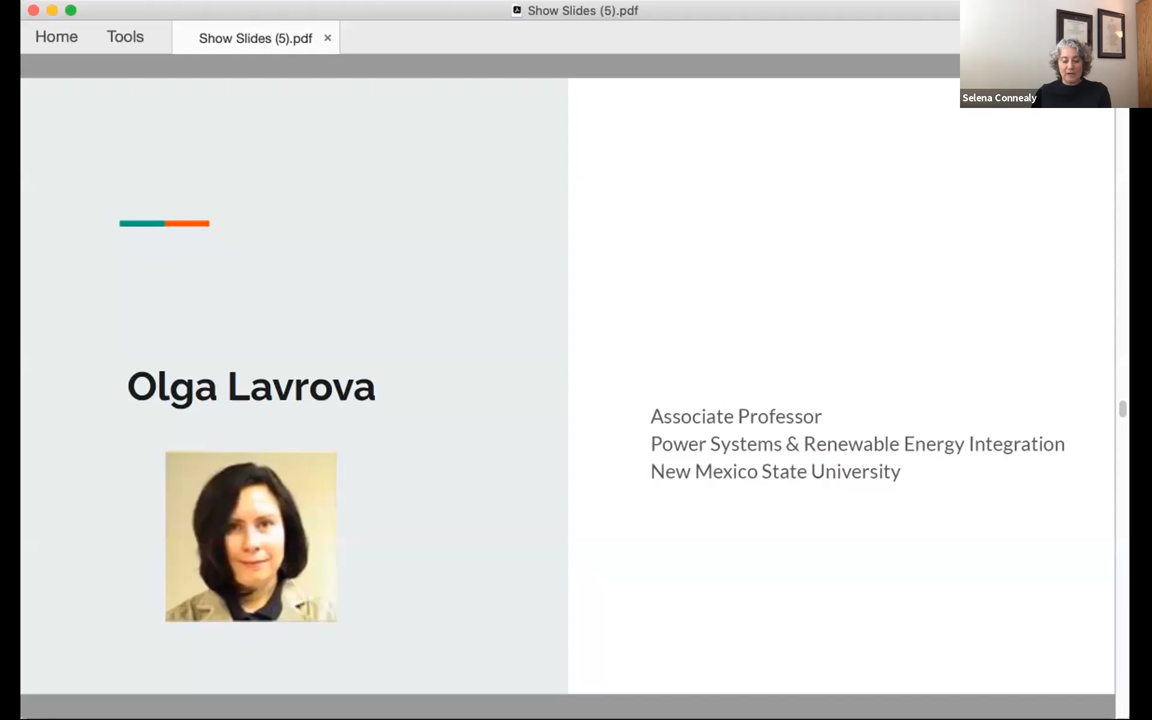 Show Slides (5).pdf
Home
Tools
Show Slides (5).pdf
Selena Connealy
Olga Lavrova
Associate Professor
Power Systems & Renewable Energy Integration
New Mexico State University